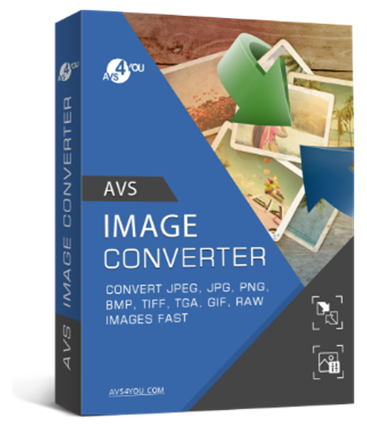 AVS4YOU
AVS
IMAGE
CONVERTER
CONVERT JPEG, JPG, PNG,
BMP, TIFF, TGA, GIF, RAW
IMAGES FAST
AVS4YOU.COM
AVS IMAGE CONVERTER